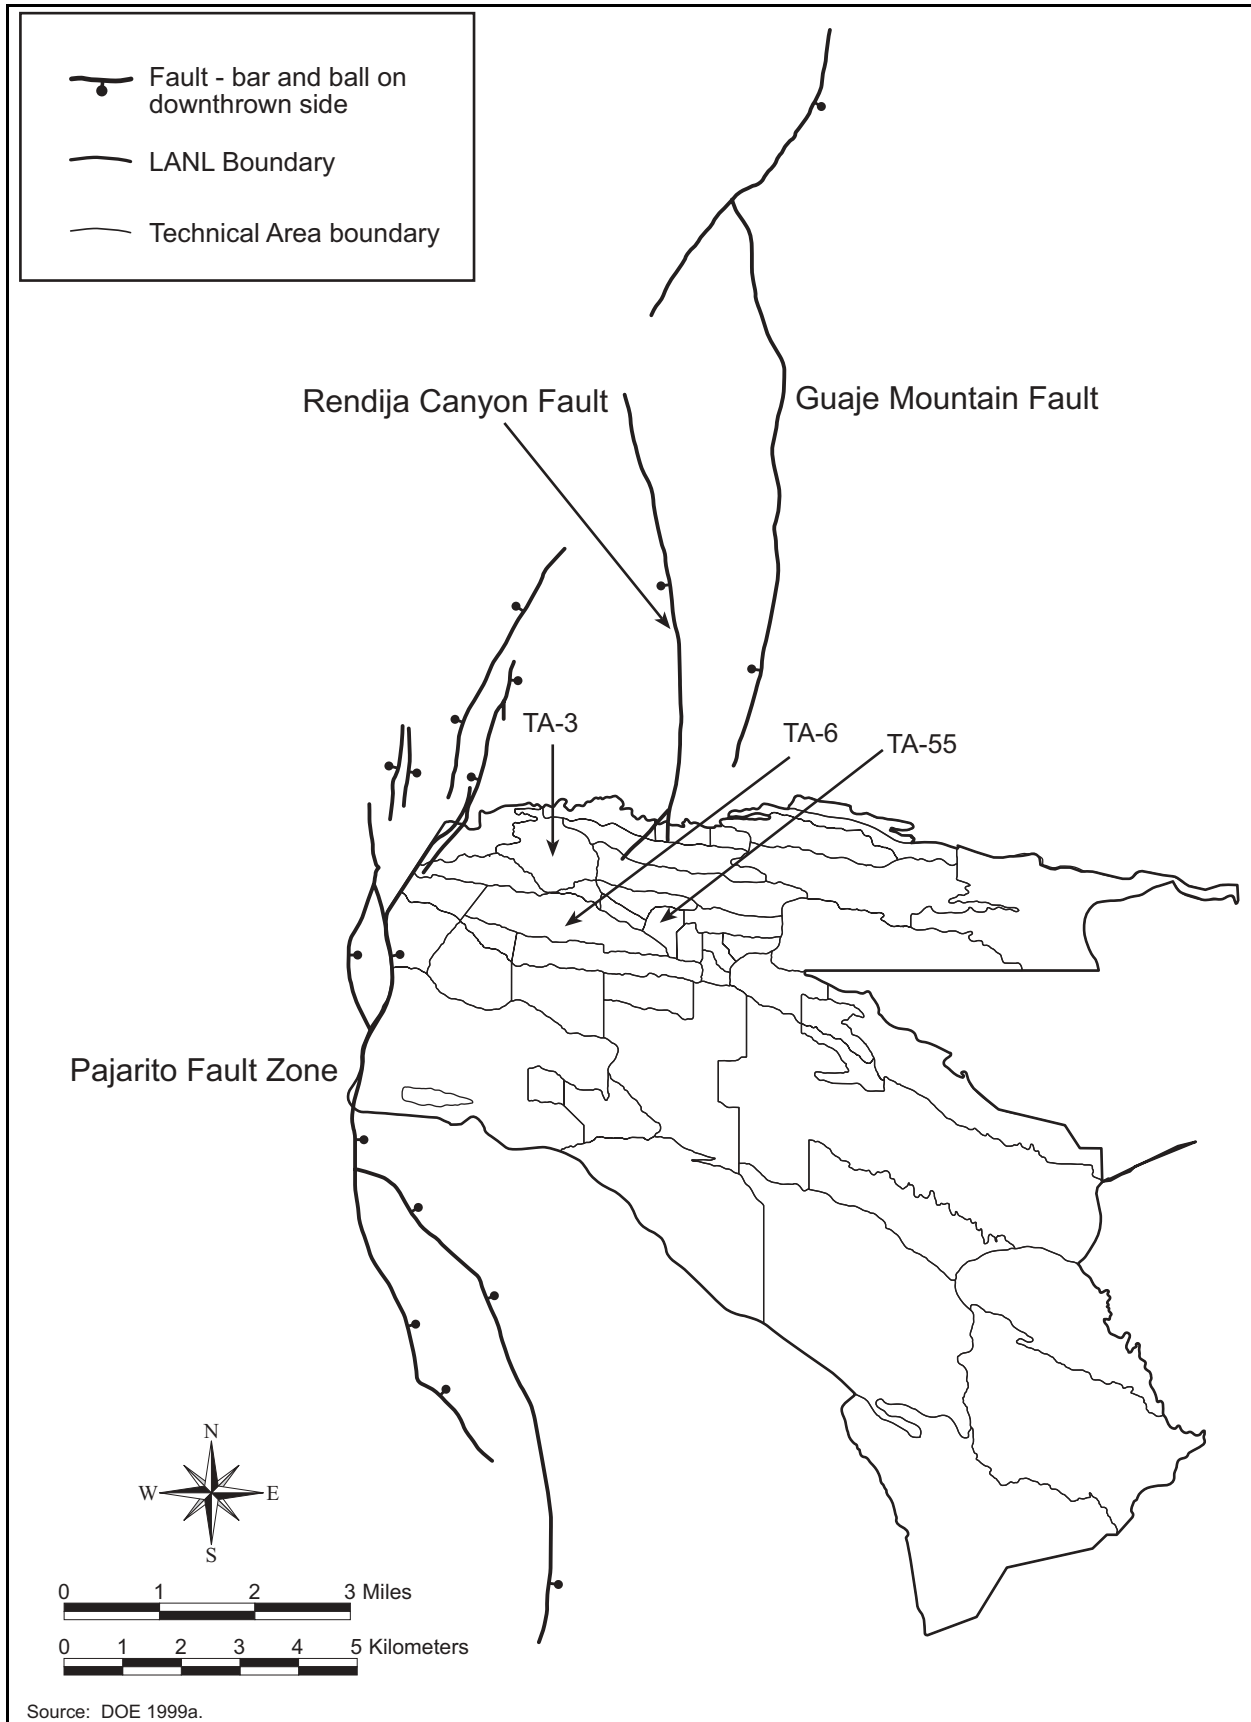 Fault - bar and ball on
downthrown side
LANL Boundary
Technical Area boundary
Rendija Canyon Fault
Guaje Mountain Fault
TA-3
TA-6
TA-55
Pajarito Fault Zone
N
W
E
S
0 1 2 3 Miles
0 1 2 3 4 5 Kilometers
Source: DOE 1999a.